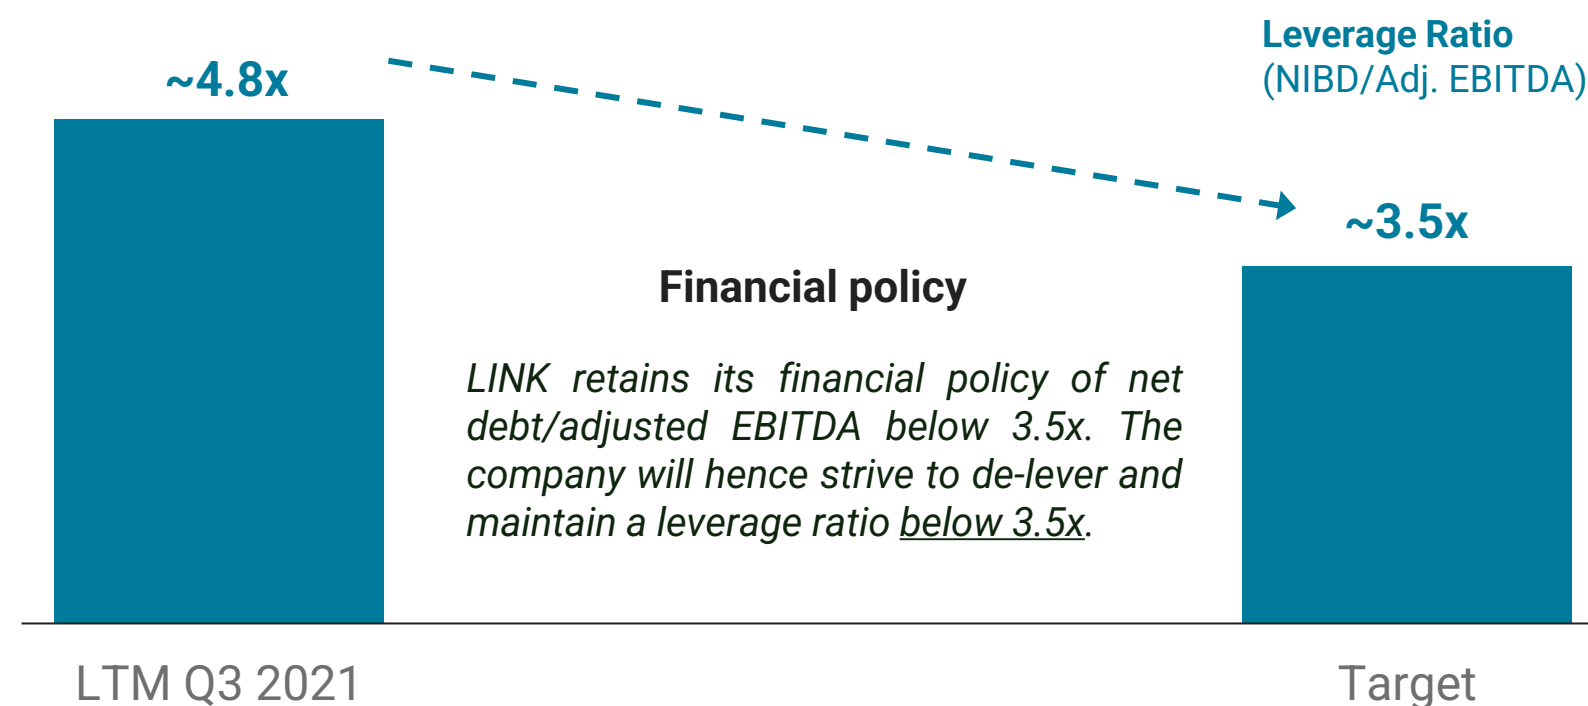 Leverage Ratio
(NIBD/Adj. EBITDA)
~4.8x
~3.5x
Financial policy
LINK retains its financial policy of net
debt/adjusted EBITDA below 3.5x. The
company will hence strive to de-lever and
maintain a leverage ratio below 3.5x.
LTM Q3 2021
Target